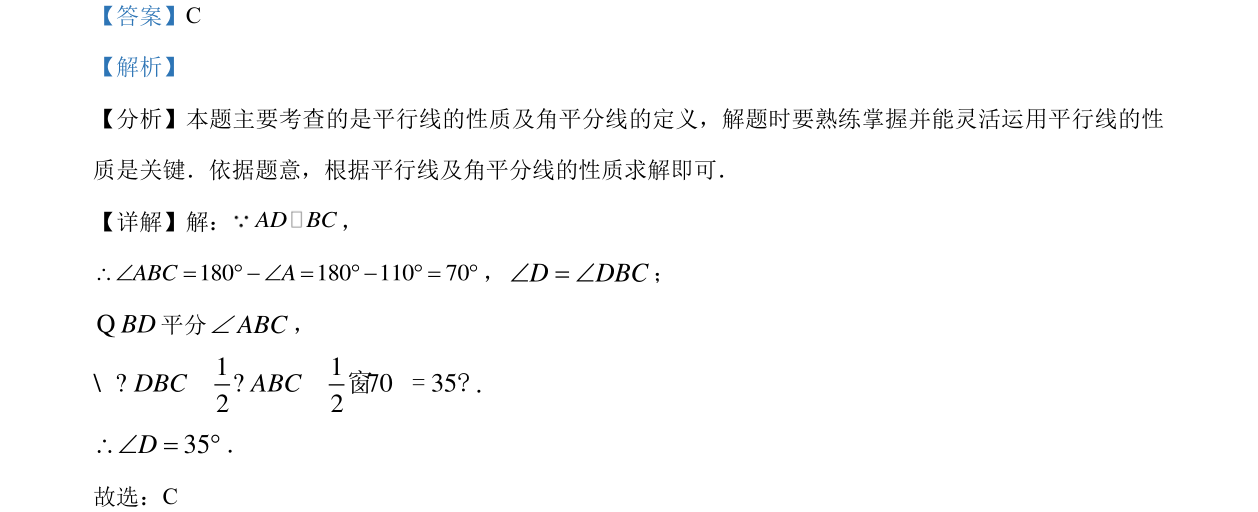 【答案】C
【解析】
【分析】本题主要考查的是平行线的性质及角平分线的定义，解题时要熟练掌握并能灵活运用平行线的性
质是关键．依据题意，根据平行线及角平分线的性质求解即可．
【详解】解：∵AD□BC，
∴∠ABC=180°−∠A=180°−110°=70°，∠D=∠DBC；
Q BD平分∠ABC，
\ ?DBC 1/2?ABC 1/2窗70 =35?．
∴∠D=35°．
故选：C